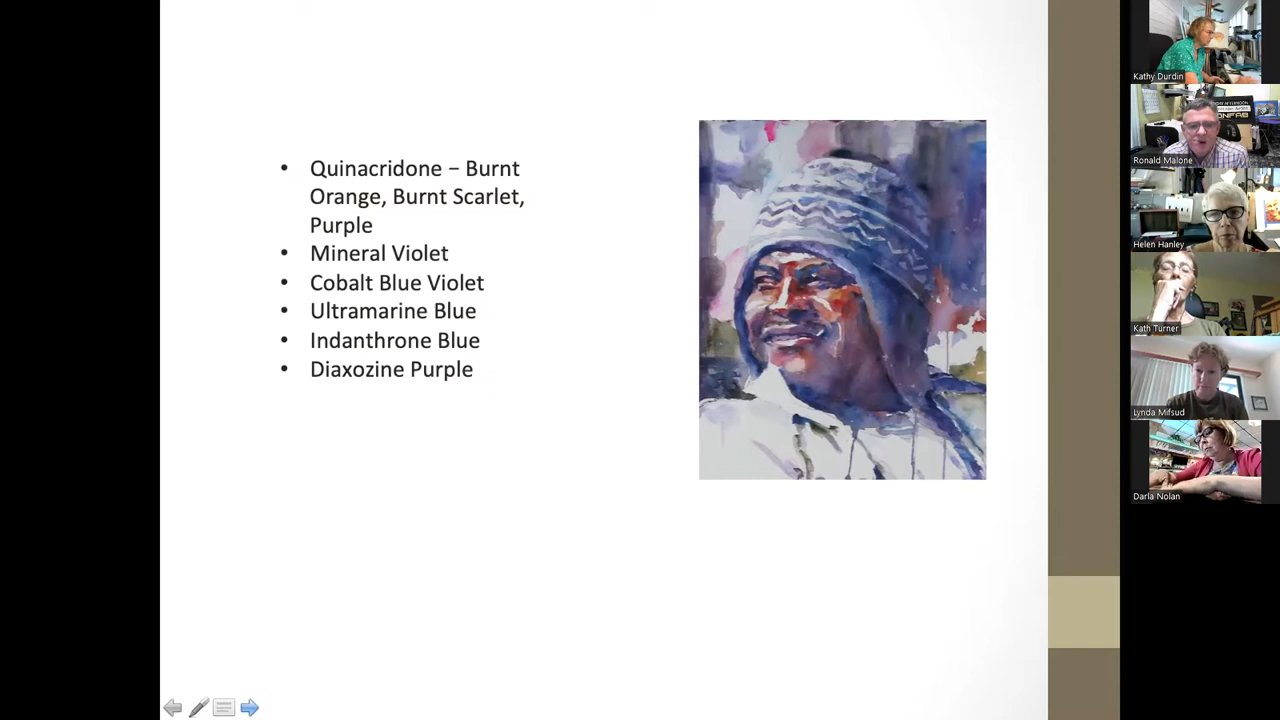 • Quinacridone – Burnt
Orange, Burnt Scarlet,
Purple
• Mineral Violet
• Cobalt Blue Violet
• Ultramarine Blue
• Indanthrone Blue
• Diaxozine Purple
Kathy Durdin
Ronald Malone
Helen Hanley
Kath Turner
Lynda Mifsud
Darla Nolan